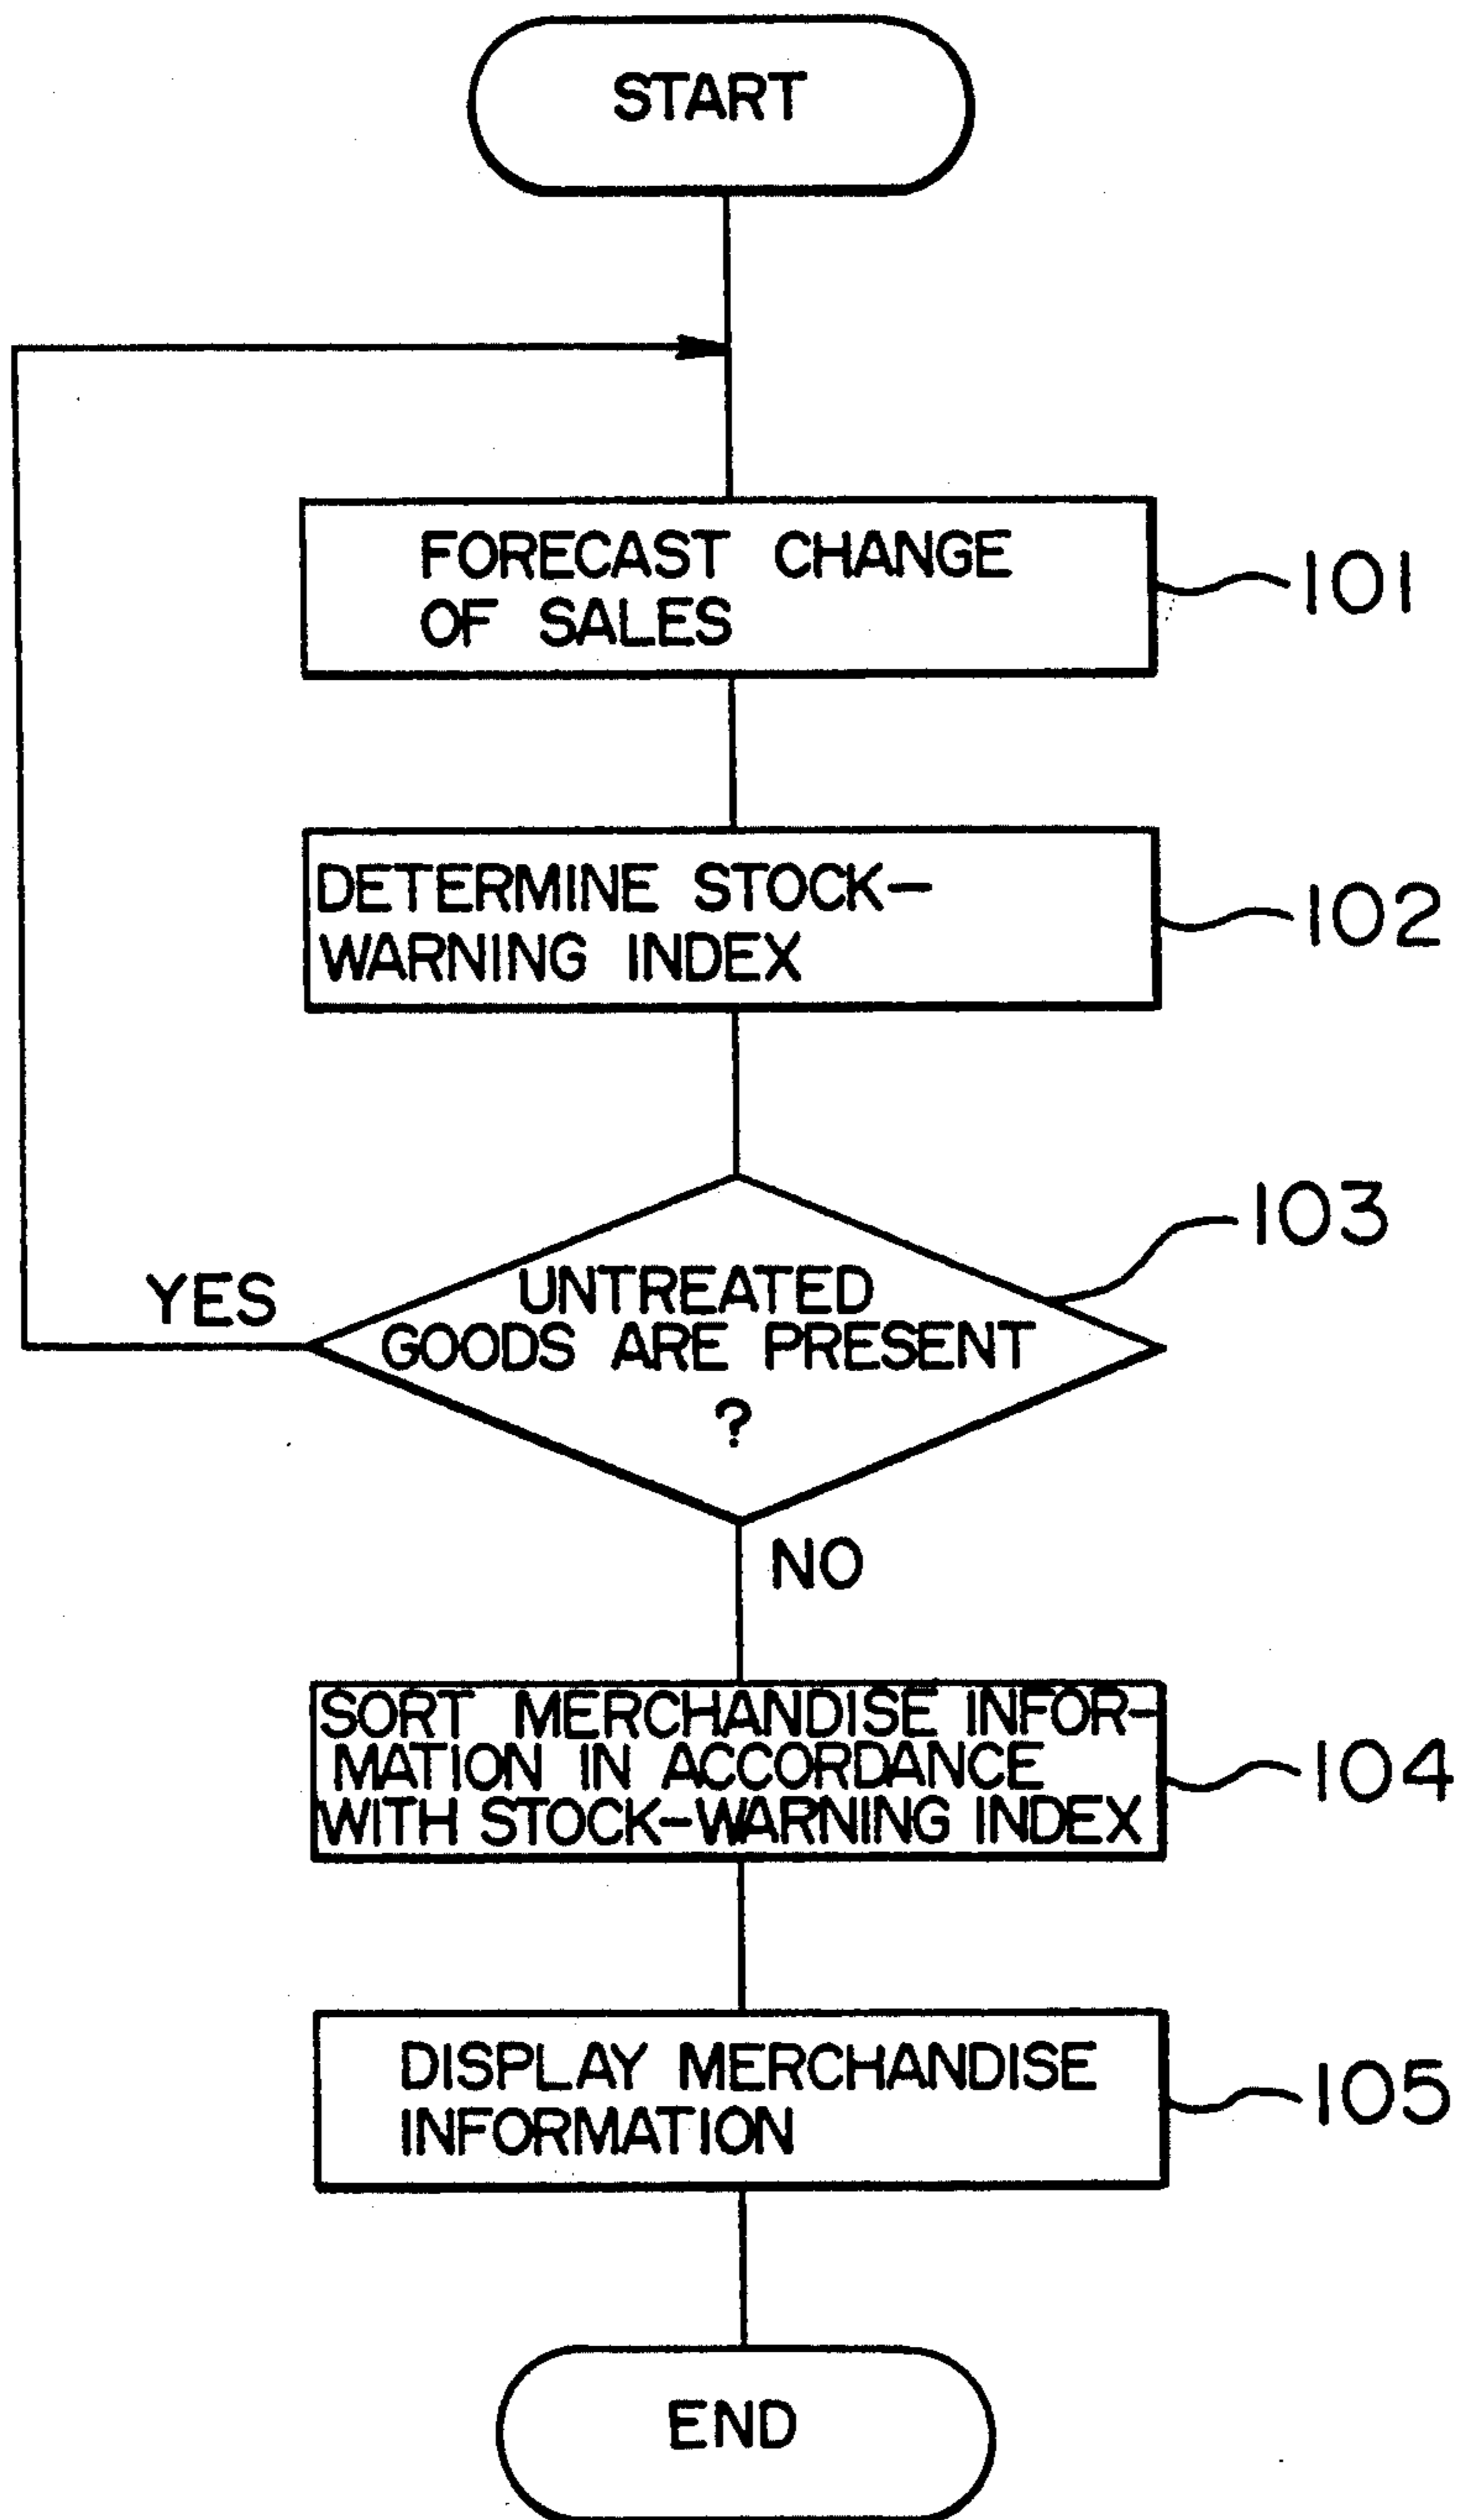 START
FORECAST CHANGE
OF SALES
101
DETERMINE STOCK-
WARNING INDEX
102
103
UNTREATED
GOODS ARE PRESENT
?
YES
NO
SORT MERCHANDISE INFOR-
MATION IN ACCORDANCE
WITH STOCK-WARNING INDEX
104
DISPLAY MERCHANDISE
INFORMATION
105
END